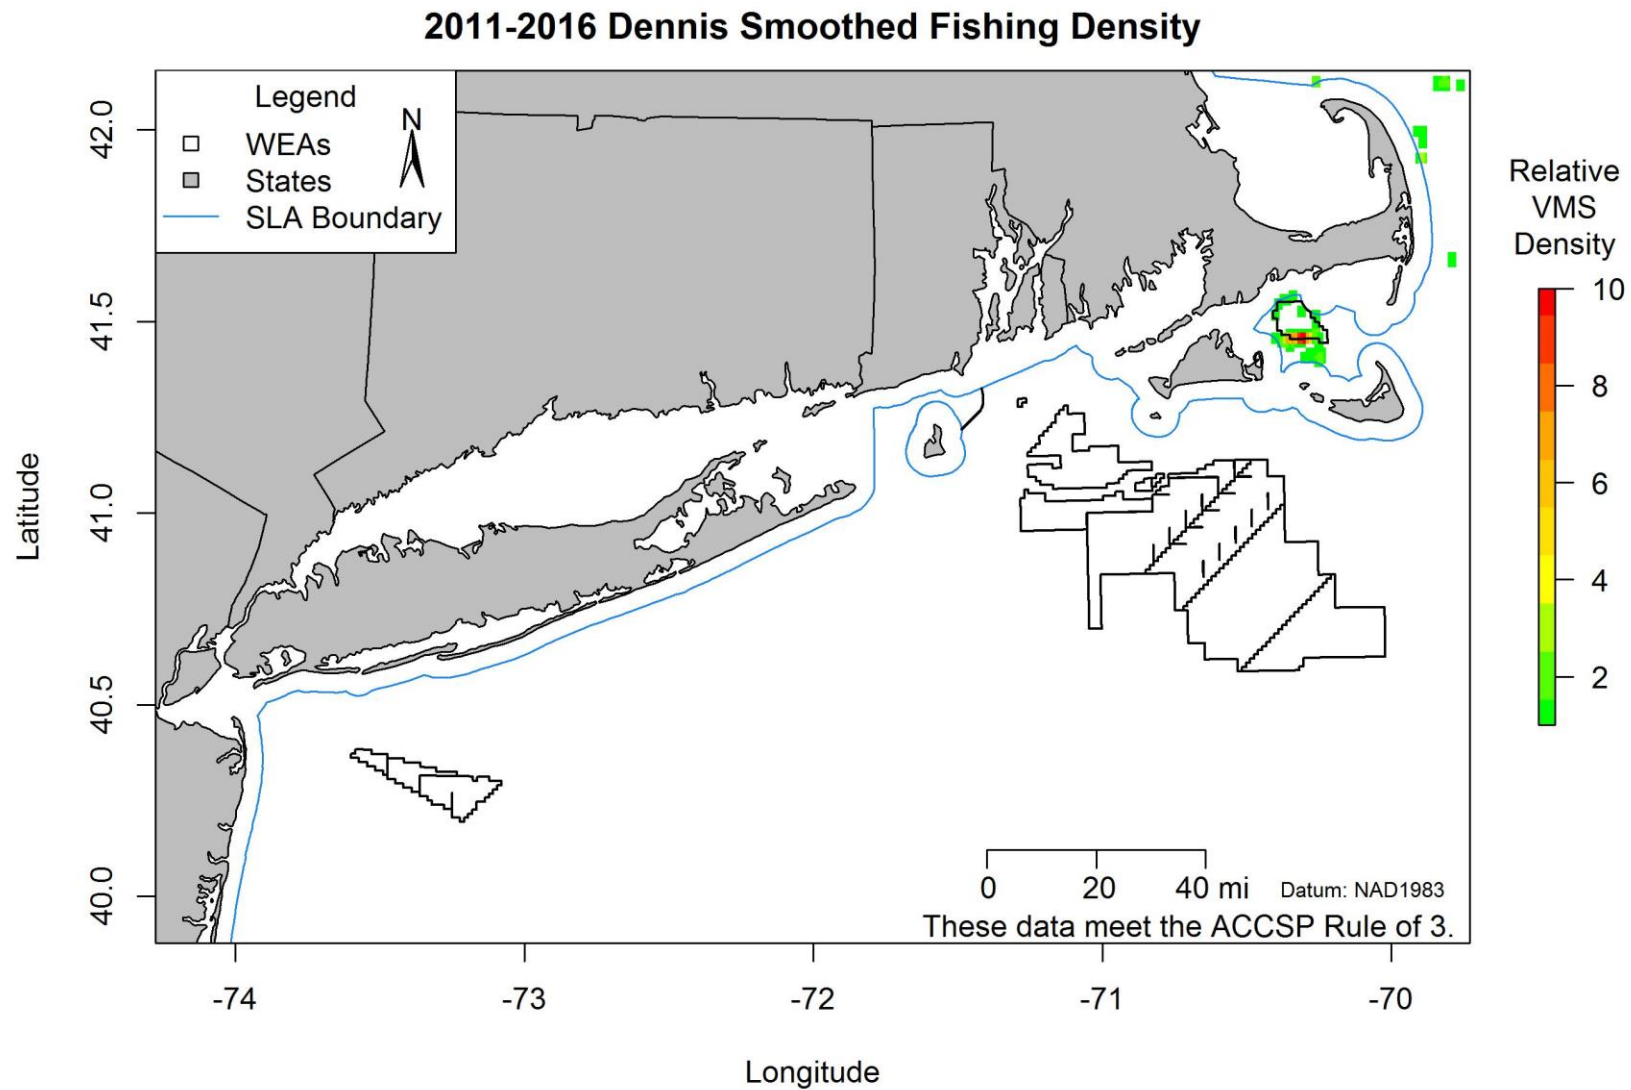 2011-2016 Dennis Smoothed Fishing Density
Legend
N
WEAs
States
SLA Boundary
Relative
VMS
Density
10
8
6
4
2
Latitude
42.0
41.5
41.0
40.5
40.0
0 20 40 mi
Datum: NAD1983
These data meet the ACCSP Rule of 3.
-74 -73 -72 -71 -70
Longitude